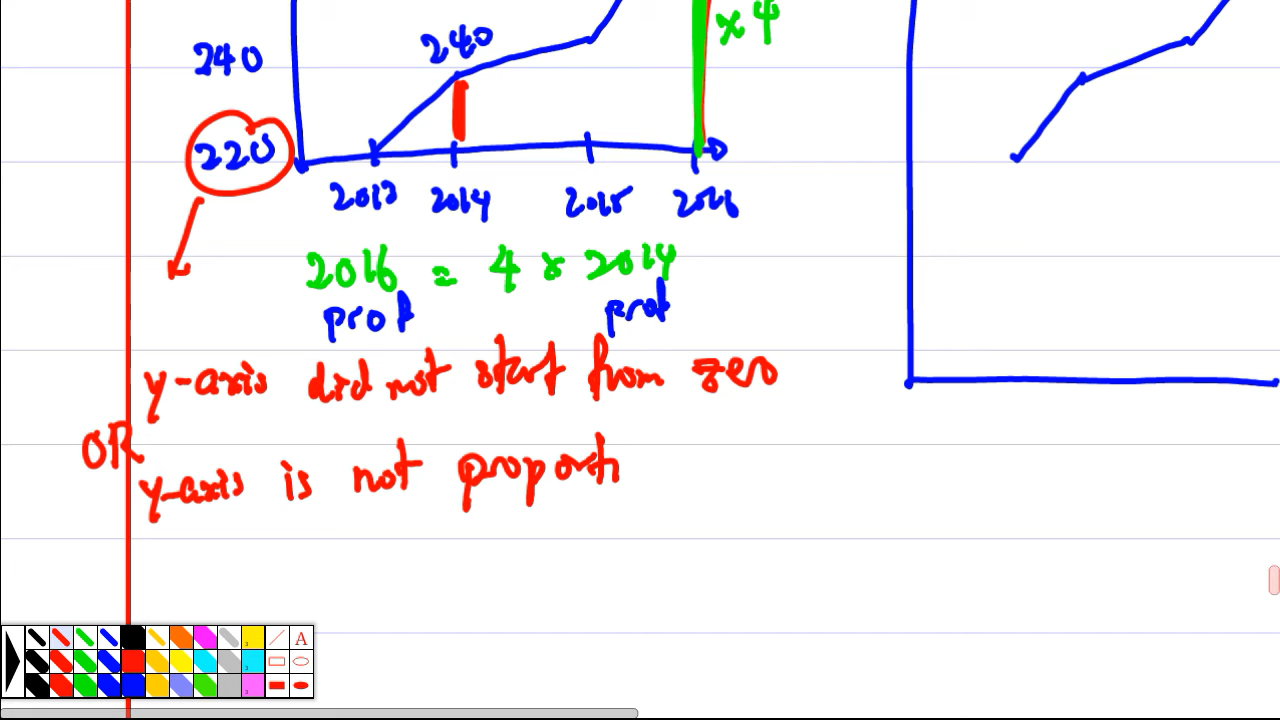 x 4
240
240
220
2013 2014 2015 2016
2016 = 4 x 2014
prof prof
y-axis did not start from zero
OR
y-axis is not proporti
A